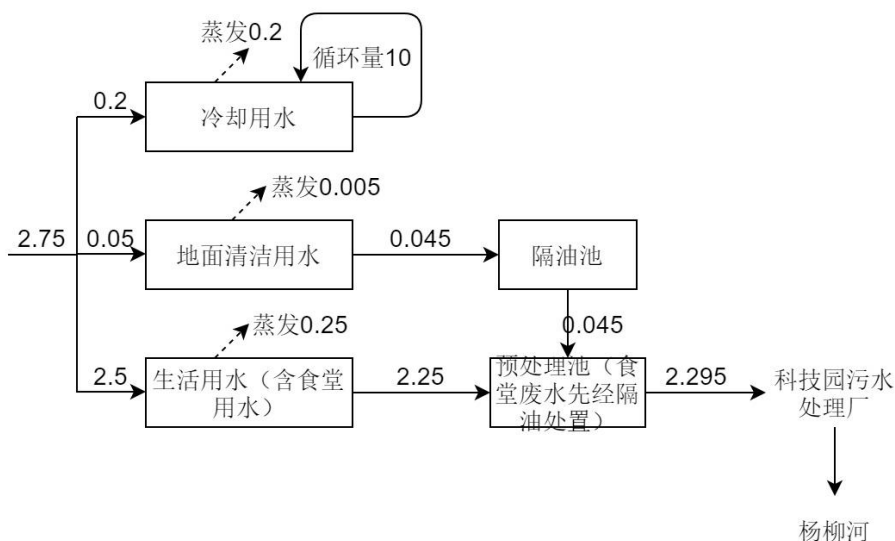 蒸发0.2
循环量10
0.2
冷却用水
蒸发0.005
2.75
0.05
地面清洁用水
0.045
隔油池
蒸发0.25
0.045
2.5
生活用水（含食堂
用水）
2.25
预处理池（食
堂废水先经隔
油处置）
2.295
科技园污水
处理厂
杨柳河